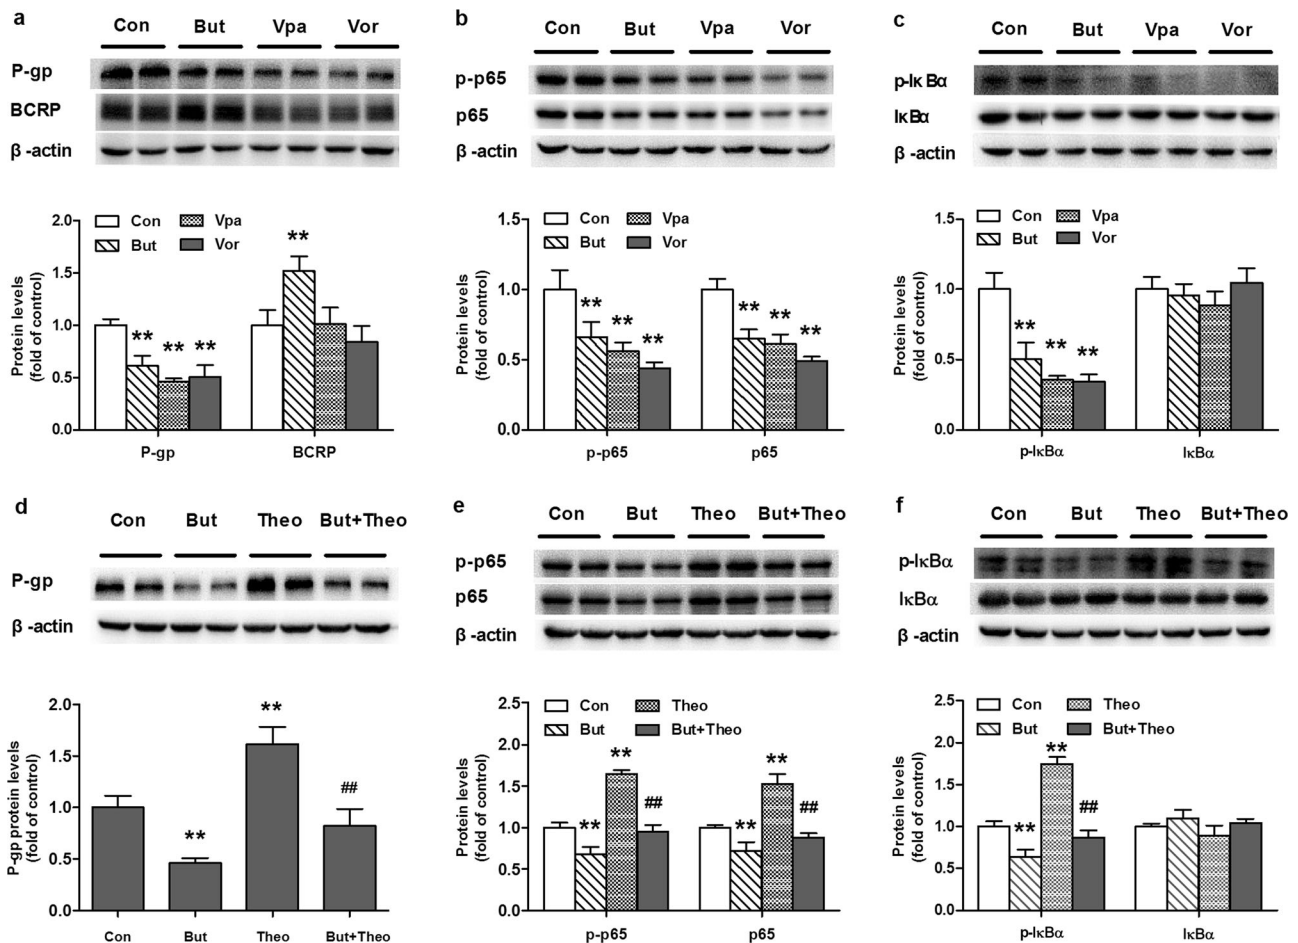 a
Con But Vpa Vor
P-gp
BCRP
β -actin
Protein levels
(fold of control)
2.0
1.5
1.0
0.5
0.0
Con
But
Vpa
Vor
** ** ** **
P-gp BCRP
b
Con But Vpa Vor
p-p65
p65
β -actin
Protein levels
(fold of control)
1.5
1.0
0.5
0.0
Con
But
Vpa
Vor
** ** ** ** ** **
p-p65 p65
c
Con But Vpa Vor
p-IκBα
IκBα
β -actin
Protein levels
(fold of control)
1.5
1.0
0.5
0.0
Con
But
Vpa
Vor
** ** **
p-IκBα IκBα
d
Con But Theo But+Theo
P-gp
β -actin
P-gp protein levels
(fold of control)
2.0
1.5
1.0
0.5
0.0
** ** ##
Con But Theo But+Theo
e
Con But Theo But+Theo
p-p65
p65
β -actin
Protein levels
(fold of control)
2.5
2.0
1.5
1.0
0.5
0.0
Con
But
Theo
But+Theo
** ** ## ** ** ##
p-p65 p65
f
Con But Theo But+Theo
p-IκBα
IκBα
β -actin
Protein levels
(fold of control)
2.5
2.0
1.5
1.0
0.5
0.0
Con
But
Theo
But+Theo
** ** ##
p-IκBα IκBα